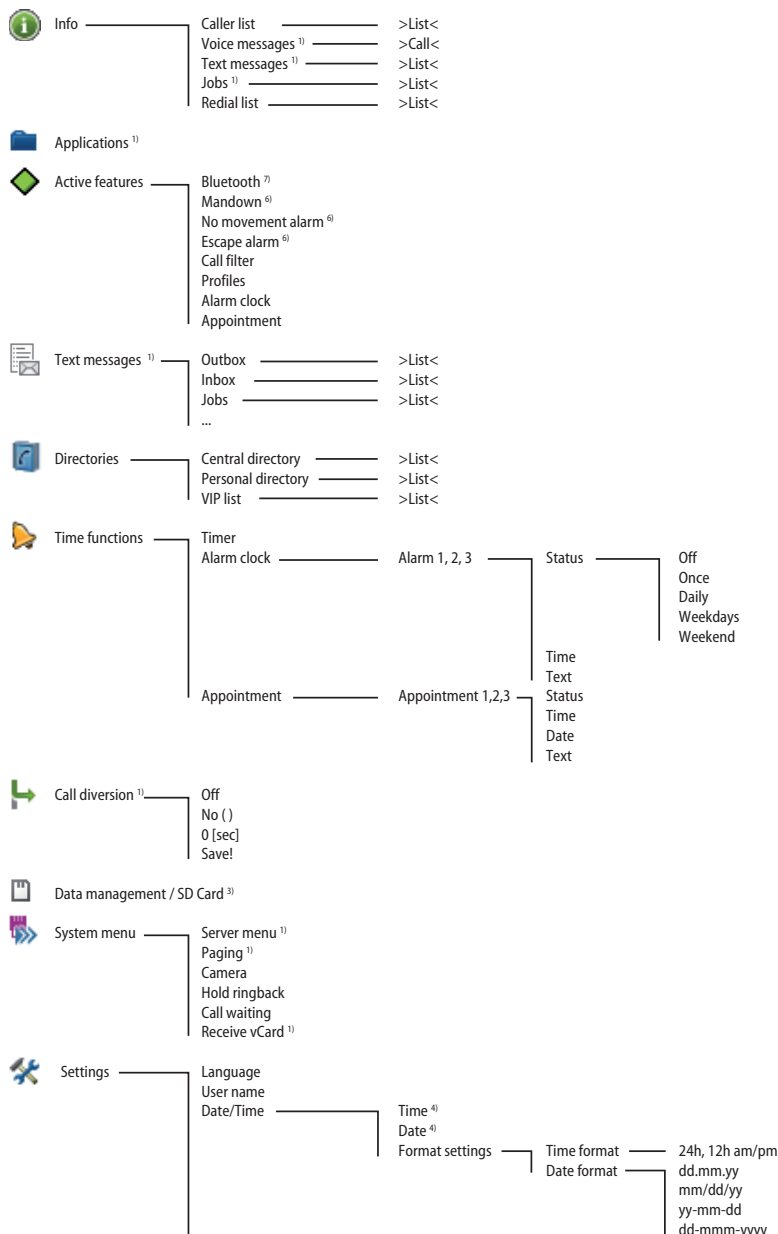 Info Caller list >List<
Voice messages 1) >Call<
Text messages 1) >List<
Jobs 1) >List<
Redial list >List<
Applications 1)
Active features Bluetooth 7)
Mandown 6)
No movement alarm 6)
Escape alarm 6)
Call filter
Profiles
Alarm clock
Appointment
Text messages 1) Outbox >List<
Inbox >List<
Jobs >List<
...
Directories Central directory >List<
Personal directory >List<
VIP list >List<
Time functions Timer
Alarm clock Alarm 1, 2, 3 Status Off
Once
Daily
Weekdays
Weekend
Time
Text
Appointment Appointment 1,2,3 Status
Time
Date
Text
Call diversion 1) Off
No ( )
0 [sec]
Save!
Data management / SD Card 3)
System menu Server menu 1)
Paging 1)
Camera
Hold ringback
Call waiting
Receive vCard 1)
Settings Language
User name
Date/Time Time 4)
Date 4)
Format settings Time format 24h, 12h am/pm
Date format dd.mm.yy
mm/dd/yy
yy-mm-dd
dd-mmm-yyyy